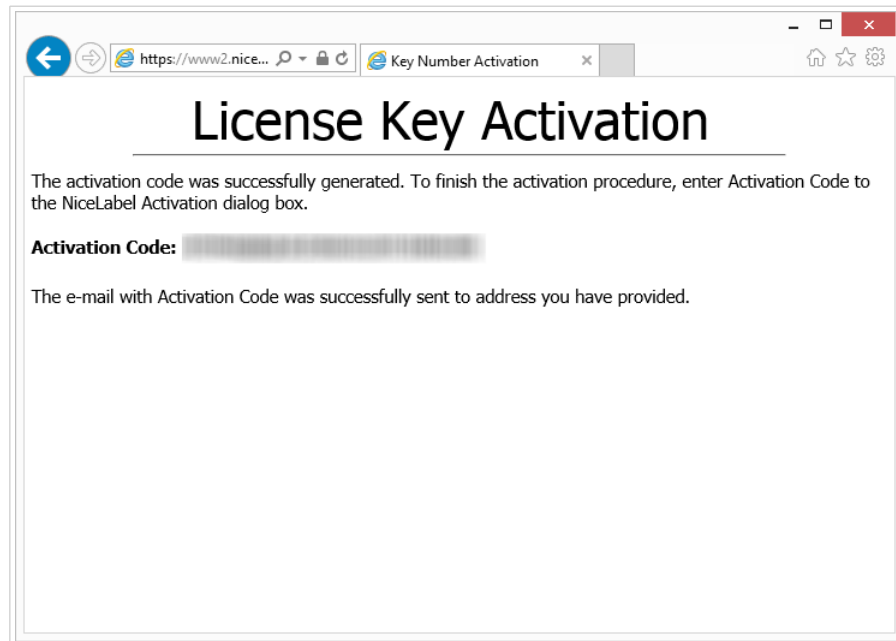 https://www2.nice...
Key Number Activation
License Key Activation
The activation code was successfully generated. To finish the activation procedure, enter Activation Code to
the NiceLabel Activation dialog box.
Activation Code:
The e-mail with Activation Code was successfully sent to address you have provided.